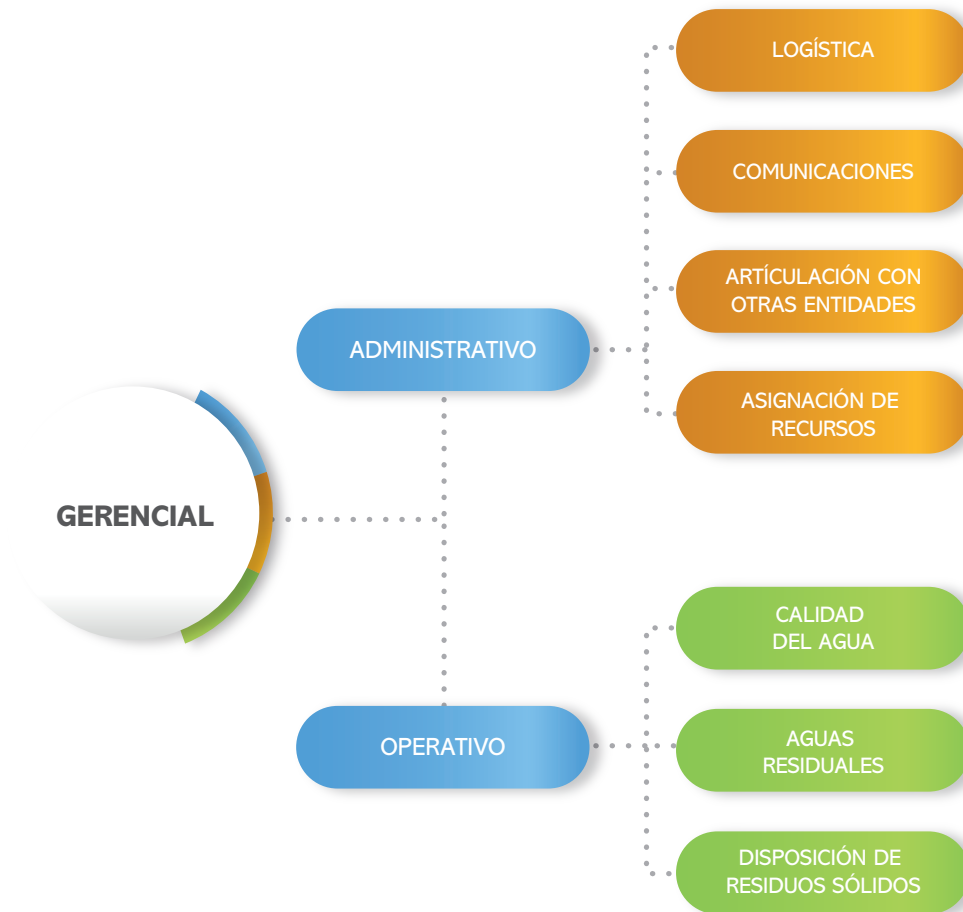 GERENCIAL
ADMINISTRATIVO
LOGÍSTICA
COMUNICACIONES
ARTÍCULACIÓN CON
OTRAS ENTIDADES
ASIGNACIÓN DE
RECURSOS
OPERATIVO
CALIDAD
DEL AGUA
AGUAS
RESIDUALES
DISPOSICIÓN DE
RESIDUOS SÓLIDOS